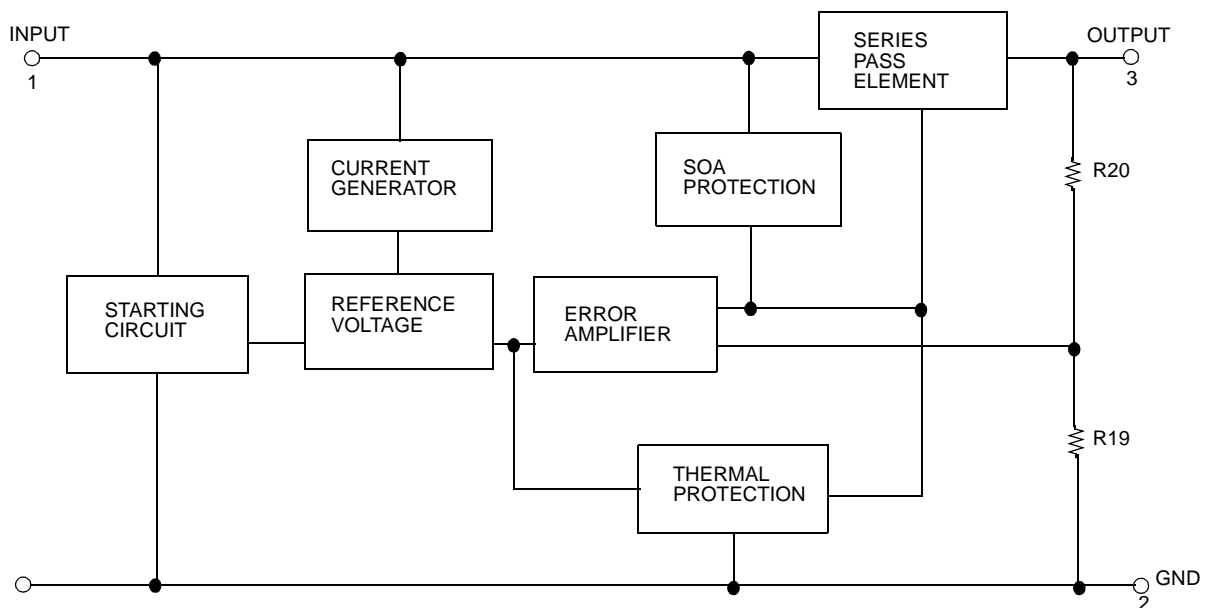 INPUT
1
SERIES
PASS
ELEMENT
OUTPUT
3
CURRENT
GENERATOR
SOA
PROTECTION
R20
STARTING
CIRCUIT
REFERENCE
VOLTAGE
ERROR
AMPLIFIER
R19
THERMAL
PROTECTION
GND
2